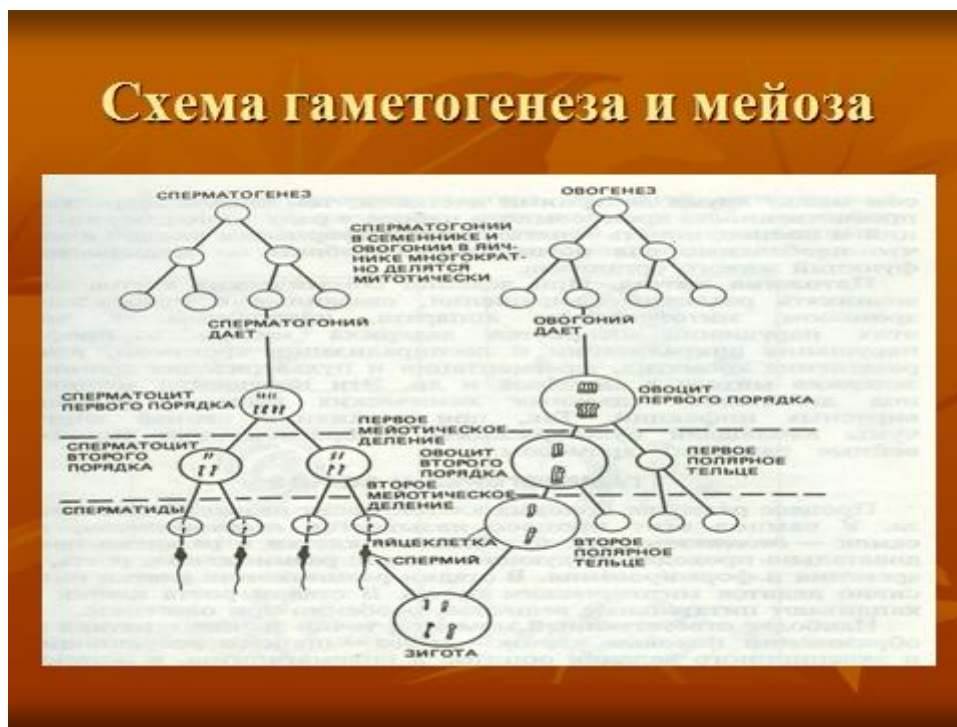 Схема гаметогенеза и мейоза
СПЕРМАТОГЕНЕЗ
ОВОГЕНЕЗ
СПЕРМАТОГОНИИ
В СЕМЕННИКЕ И
ОВОГОНИИ В ЯИЧ-
НИКЕ МНОГОКРАТ-
НО ДЕЛЯТСЯ
МИТОТИЧЕСКИ
СПЕРМАТОГОНИЙ
ДАЕТ
ОВОГОНИЙ
ДАЕТ
СПЕРМАТОЦИТ
ПЕРВОГО ПОРЯДКА
ОВОЦИТ
ПЕРВОГО ПОРЯДКА
ПЕРВОЕ
МЕЙОТИЧЕСКОЕ
ДЕЛЕНИЕ
СПЕРМАТОЦИТ
ВТОРОГО
ПОРЯДКА
ОВОЦИТ
ВТОРОГО
ПОРЯДКА
ПЕРВОЕ
ПОЛЯРНОЕ
ТЕЛЬЦЕ
ВТОРОЕ
МЕЙОТИЧЕСКОЕ
ДЕЛЕНИЕ
СПЕРМАТИДЫ
ЯЙЦЕКЛЕТКА
СПЕРМИЙ
ВТОРОЕ
ПОЛЯРНОЕ
ТЕЛЬЦЕ
ЗИГОТА